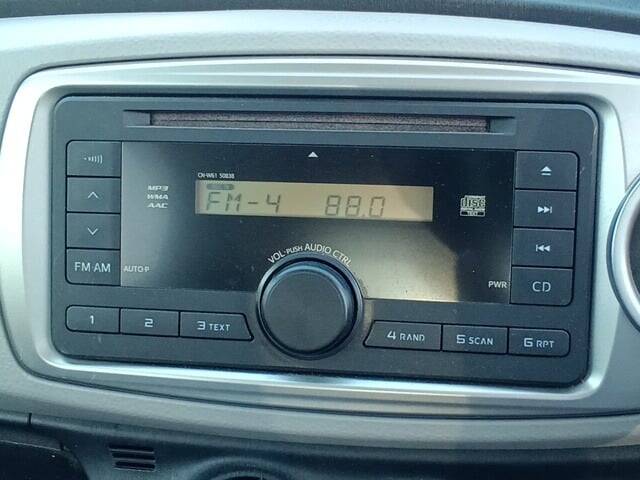 CN-W61 50B3B
MP3
WMA
AAC
FM-4 88.0
disc
FM AM
AUTO·P
VOL·PUSH AUDIO CTRL
PWR
CD
1
2
3 TEXT
4 RAND
5 SCAN
6 RPT